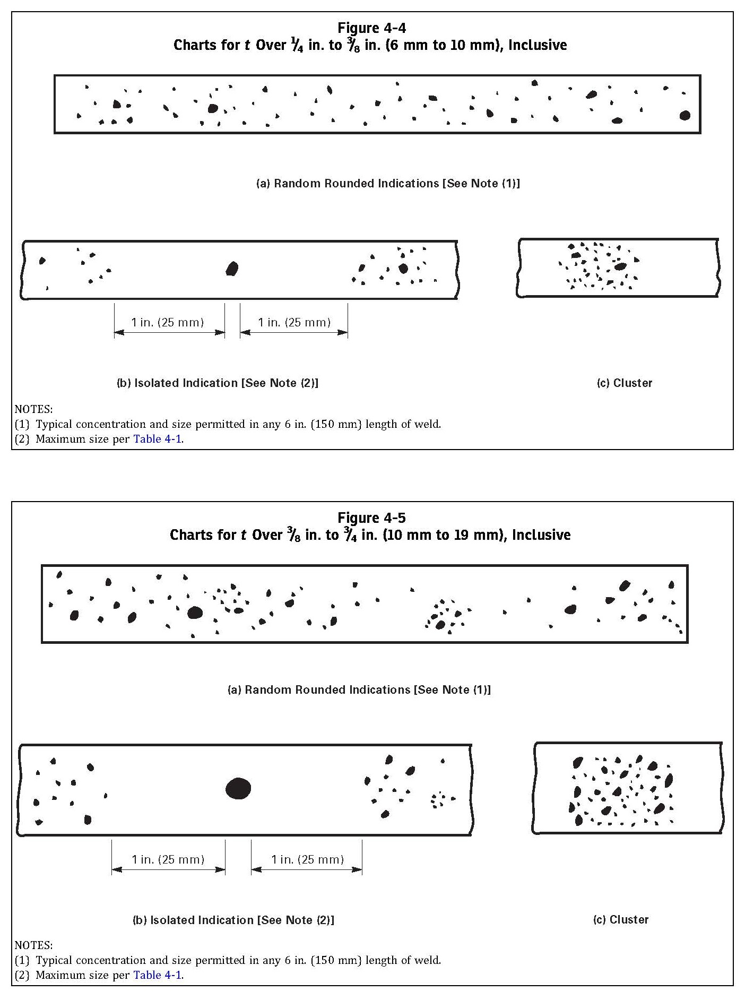 Figure 4-4
Charts for t Over 1/4 in. to 3/8 in. (6 mm to 10 mm), Inclusive
(a) Random Rounded Indications [See Note (1)]
1 in. (25 mm) 1 in. (25 mm)
(b) Isolated Indication [See Note (2)] (c) Cluster
NOTES:
(1) Typical concentration and size permitted in any 6 in. (150 mm) length of weld.
(2) Maximum size per Table 4-1.
Figure 4-5
Charts for t Over 3/8 in. to 3/4 in. (10 mm to 19 mm), Inclusive
(a) Random Rounded Indications [See Note (1)]
1 in. (25 mm) 1 in. (25 mm)
(b) Isolated Indication [See Note (2)] (c) Cluster
NOTES:
(1) Typical concentration and size permitted in any 6 in. (150 mm) length of weld.
(2) Maximum size per Table 4-1.